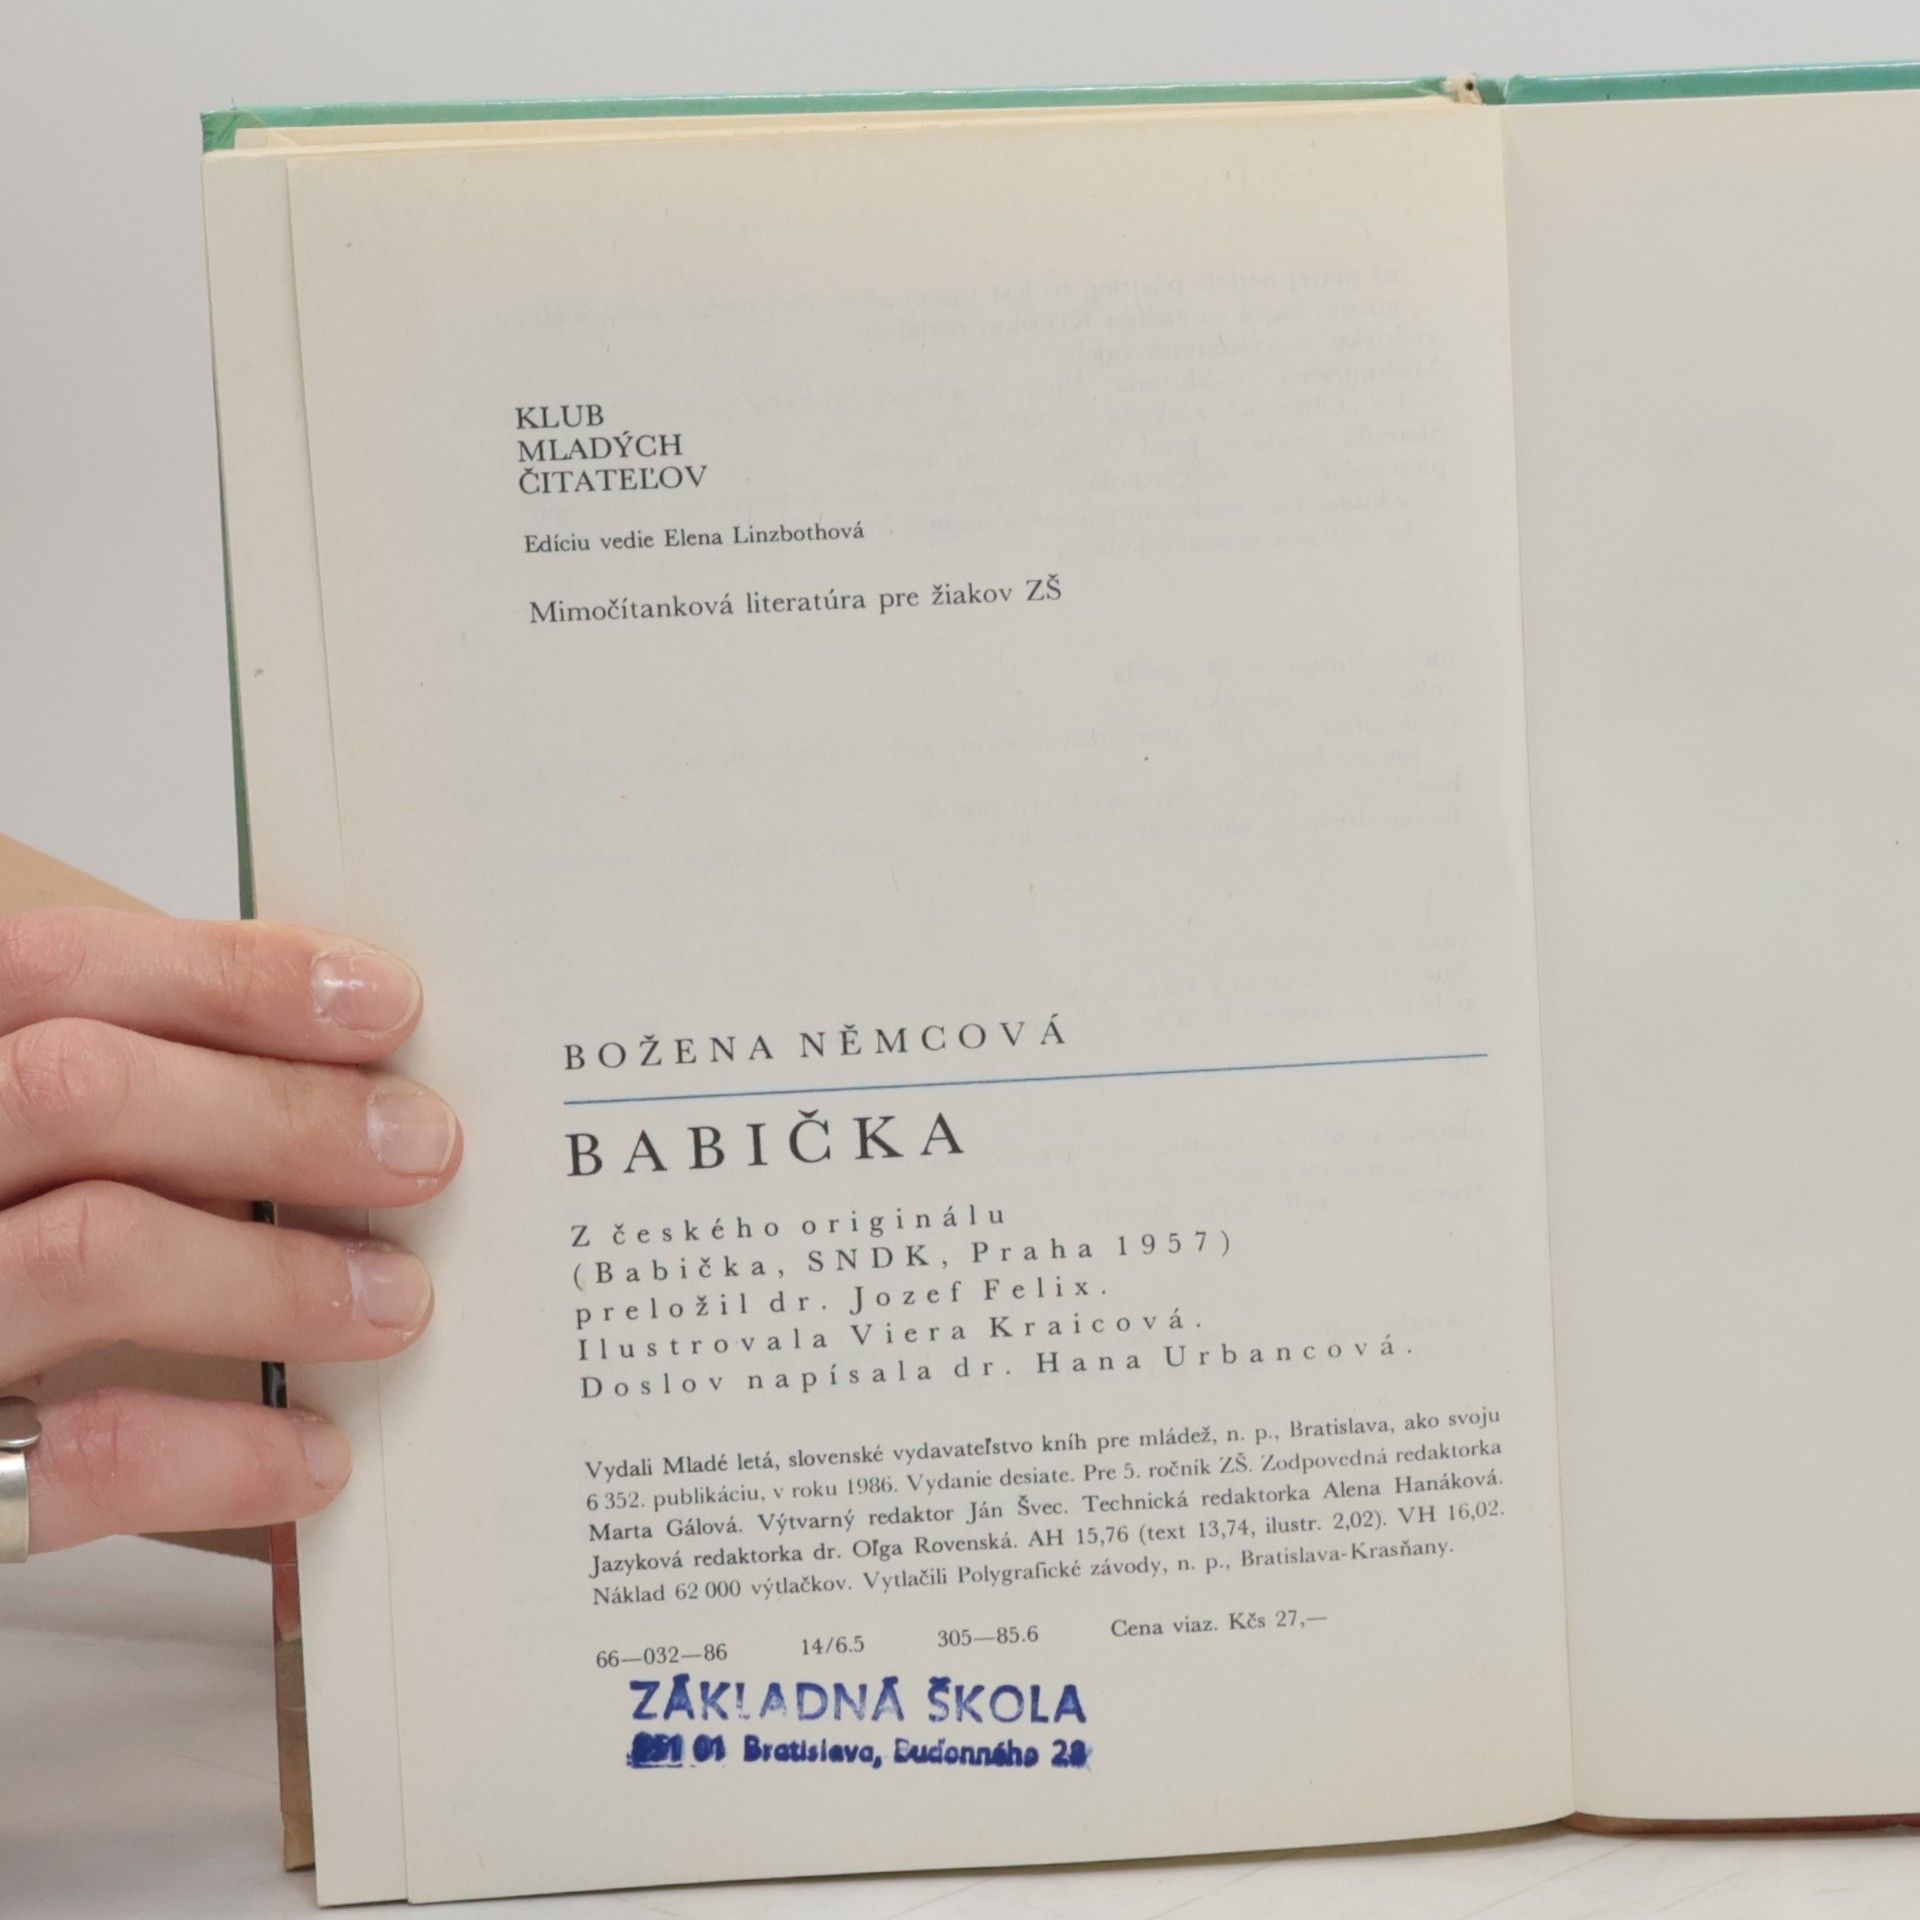 KLUB
MLADÝCH
ČITATEĽOV
Edíciu vedie Elena Linzbothová
Mimočítanková literatúra pre žiakov ZŠ
BOŽENA NĚMCOVÁ
BABIČKA
Z českého originálu
(Babička, SNDK, Praha 1957)
preložil dr. Jozef Felix.
Ilustrovala Viera Kraicová.
Doslov napísala dr. Hana Urbancová.
Vydali Mladé letá, slovenské vydavateľstvo kníh pre mládež, n. p., Bratislava, ako svoju
6 352. publikáciu, v roku 1986. Vydanie desiate. Pre 5. ročník ZŠ. Zodpovedná redaktorka
Marta Gálová. Výtvarný redaktor Ján Švec. Technická redaktorka Alena Hanáková.
Jazyková redaktorka dr. Oľga Rovenská. AH 15,76 (text 13,74, ilustr. 2,02). VH 16,02.
Náklad 62 000 výtlačkov. Vytlačili Polygrafické závody, n. p., Bratislava-Krasňany.
66—032—86 14/6.5 305—85.6 Cena viaz. Kčs 27,—
ZÁKLADNÁ ŠKOLA
01 Bratislava,